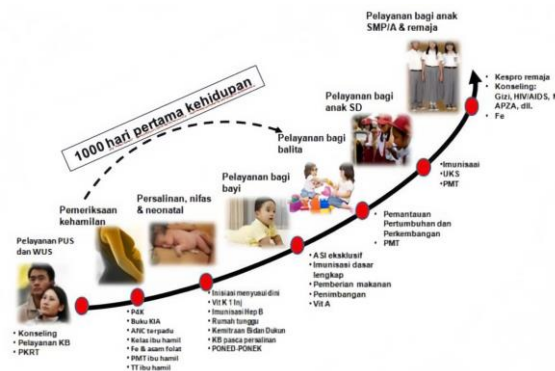 Pelayanan bagi anak
SMP/A & remaja
• Kespro remaja
• Konseling:
Gizi, HIV/AIDS,
APZA, dll.
• Fe
Pelayanan bagi
anak SD
• Imunisasi
• UKS
• PMT
1000 hari pertama kehidupan
Pelayanan bagi
balita
• Pemantauan
Pertumbuhan dan
Perkembangan
• PMT
Pelayanan bagi
bayi
• ASI eksklusif
• Imunisasi dasar
lengkap
• Pemberian makanan
• Penimbangan
• Vit A
Persalinan, nifas
& neonatal
• Inisiasi menyusui dini
• Vit K 1 Inj
• Imunisasi Hep B
• Rumah tunggu
• Kemitraan Bidan Dukun
• KB pasca persalinan
• PONED-PONEK
Pemeriksaan
kehamilan
• P4K
• Buku KIA
• ANC terpadu
• Kelas ibu hamil
• Fe & asam folat
• PMT ibu hamil
• TT ibu hamil
Pelayanan PUS
dan WUS
• Konseling
• Pelayanan KB
• PKRT